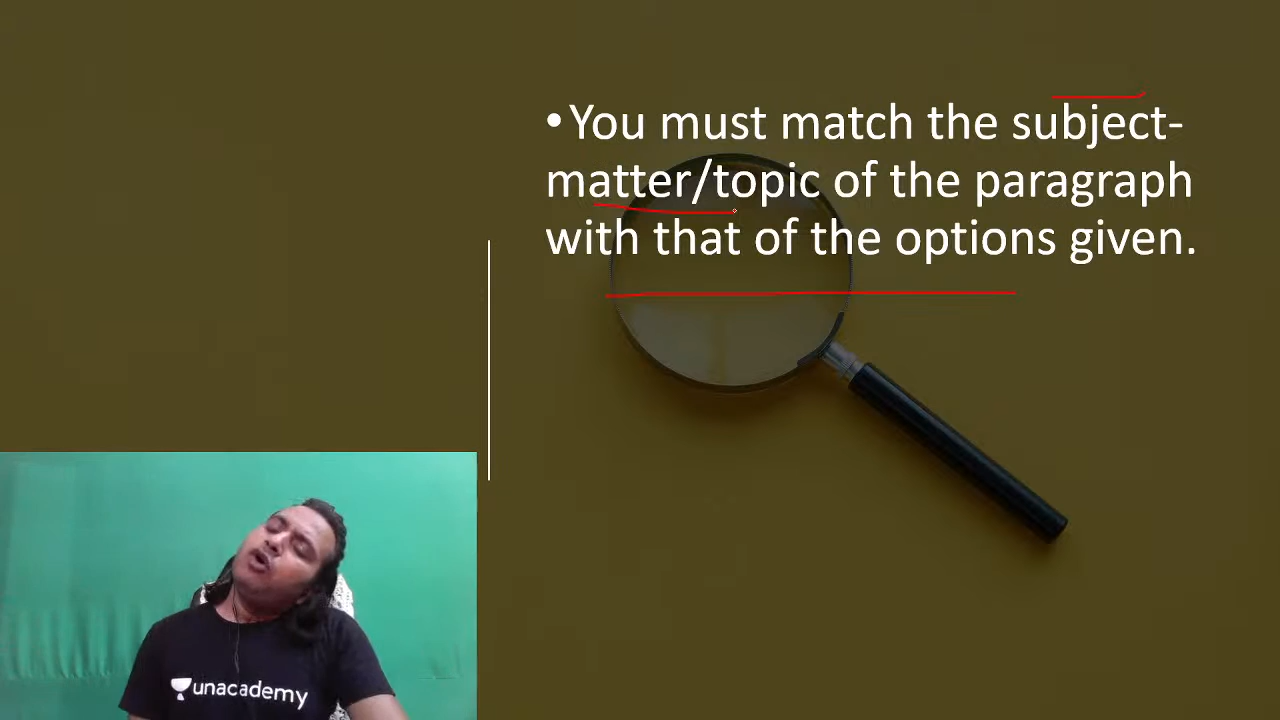 •You must match the subject-
matter/topic of the paragraph
with that of the options given.
unacademy